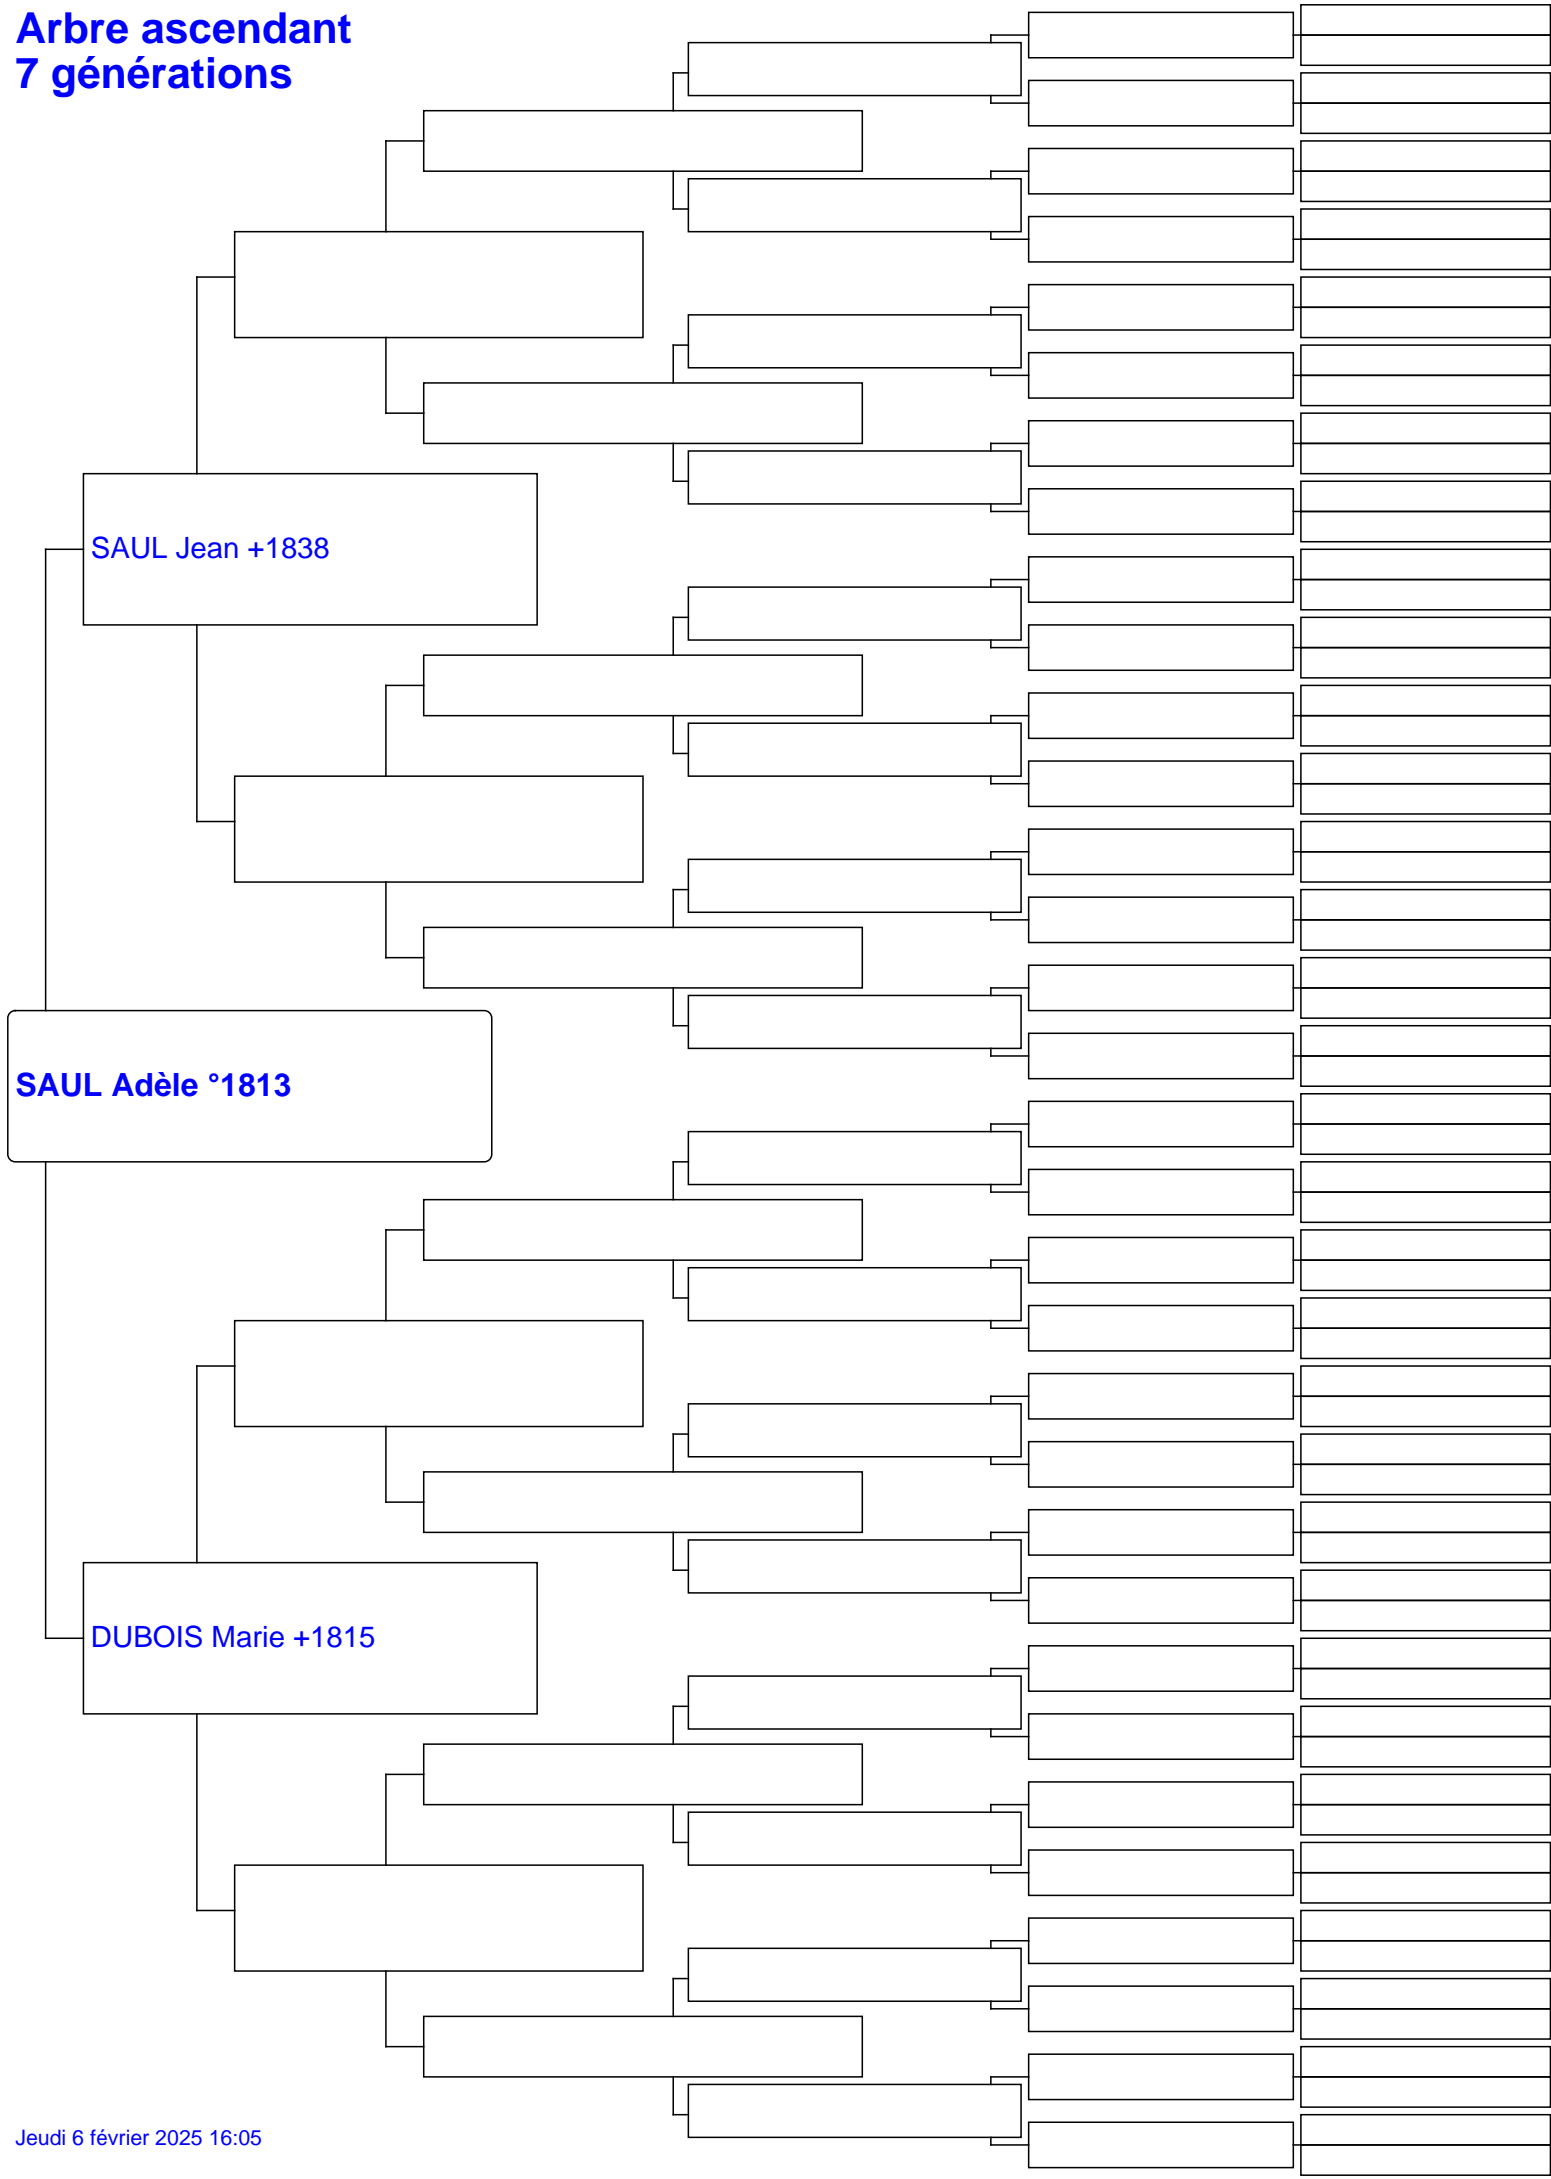 Arbre ascendant
7 générations
SAUL Jean +1838
SAUL Adèle °1813
DUBOIS Marie +1815
Jeudi 6 février 2025 16:05